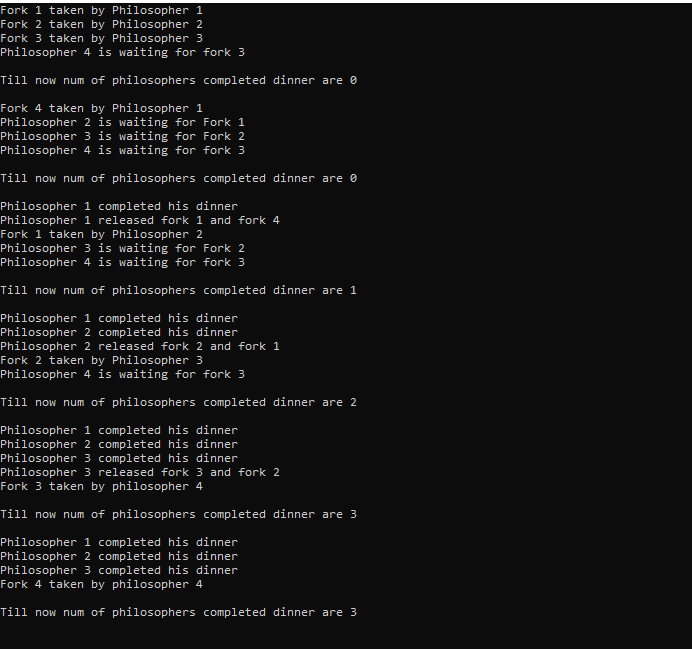 Fork 1 taken by Philosopher 1
Fork 2 taken by Philosopher 2
Fork 3 taken by Philosopher 3
Philosopher 4 is waiting for fork 3
Till now num of philosophers completed dinner are 0
Fork 4 taken by Philosopher 1
Philosopher 2 is waiting for Fork 1
Philosopher 3 is waiting for Fork 2
Philosopher 4 is waiting for fork 3
Till now num of philosophers completed dinner are 0
Philosopher 1 completed his dinner
Philosopher 1 released fork 1 and fork 4
Fork 1 taken by Philosopher 2
Philosopher 3 is waiting for Fork 2
Philosopher 4 is waiting for fork 3
Till now num of philosophers completed dinner are 1
Philosopher 1 completed his dinner
Philosopher 2 completed his dinner
Philosopher 2 released fork 2 and fork 1
Fork 2 taken by Philosopher 3
Philosopher 4 is waiting for fork 3
Till now num of philosophers completed dinner are 2
Philosopher 1 completed his dinner
Philosopher 2 completed his dinner
Philosopher 3 completed his dinner
Philosopher 3 released fork 3 and fork 2
Fork 3 taken by philosopher 4
Till now num of philosophers completed dinner are 3
Philosopher 1 completed his dinner
Philosopher 2 completed his dinner
Philosopher 3 completed his dinner
Fork 4 taken by philosopher 4
Till now num of philosophers completed dinner are 3